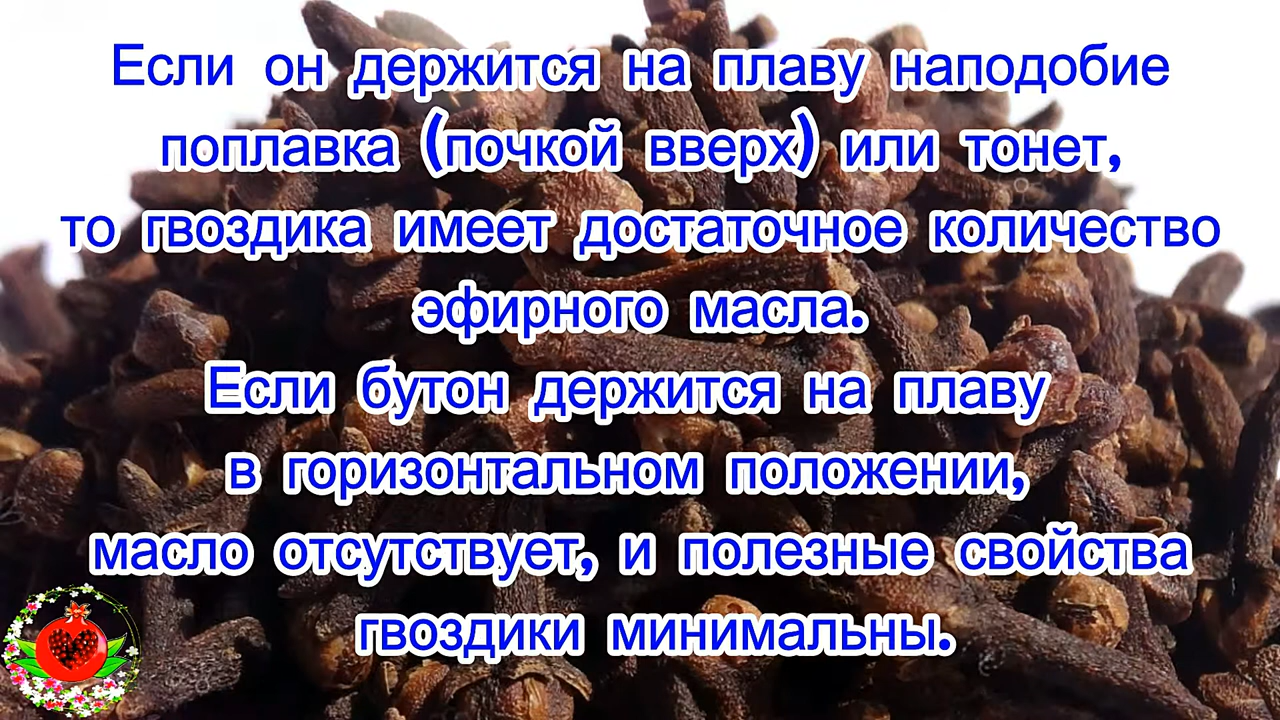 Если он держится на плаву наподобие
поплавка (почкой вверх) или тонет,
то гвоздика имеет достаточное количество
эфирного масла.
Если бутон держится на плаву
в горизонтальном положении,
масло отсутствует, и полезные свойства
гвоздики минимальны.